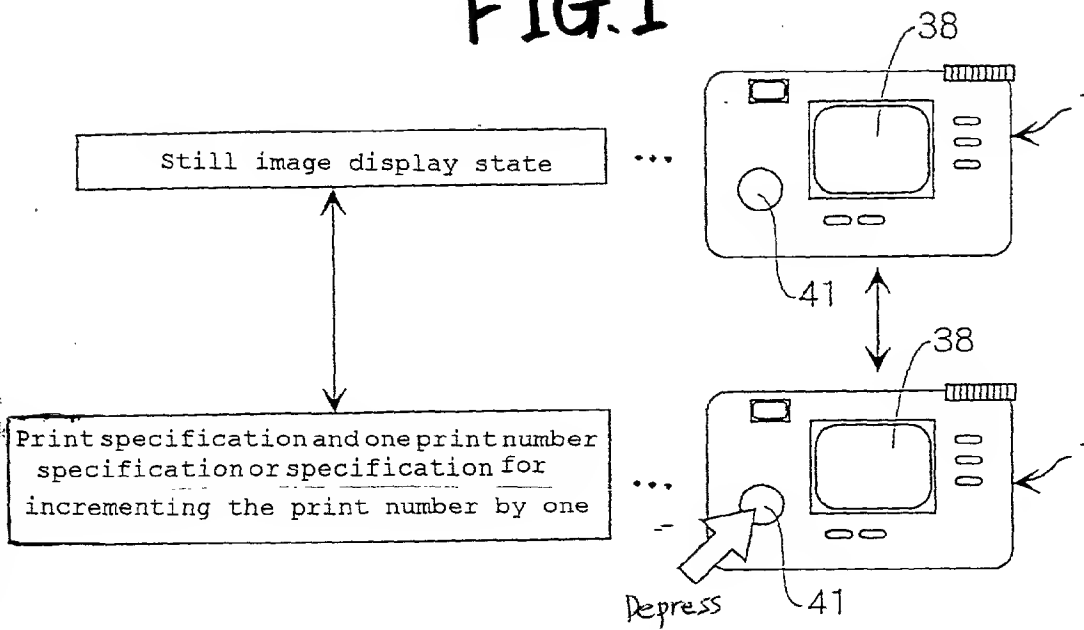 FIG.1
38
Still image display state
...
41
38
Print specification and one print number
specification or specification for
incrementing the print number by one
...
Depress
41